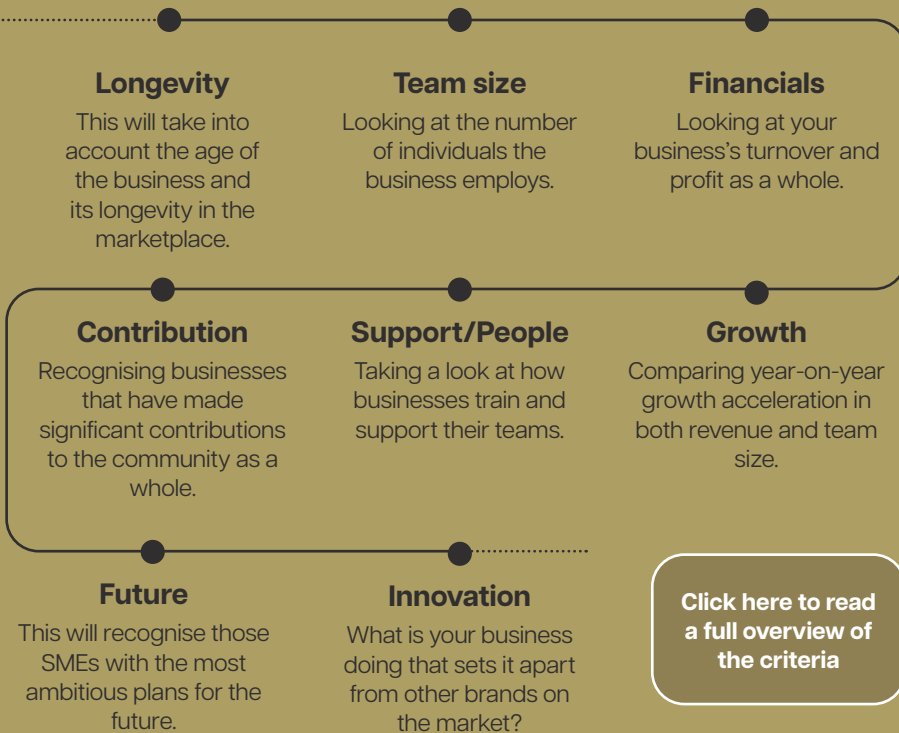 Longevity
This will take into
account the age of
the business and
its longevity in the
marketplace.
Team size
Looking at the number
of individuals the
business employs.
Financials
Looking at your
business's turnover and
profit as a whole.
Contribution
Recognising businesses
that have made
significant contributions
to the community as a
whole.
Support/People
Taking a look at how
businesses train and
support their teams.
Growth
Comparing year-on-year
growth acceleration in
both revenue and team
size.
Future
This will recognise those
SMEs with the most
ambitious plans for the
future.
Innovation
What is your business
doing that sets it apart
from other brands on
the market?
Click here to read
a full overview of
the criteria